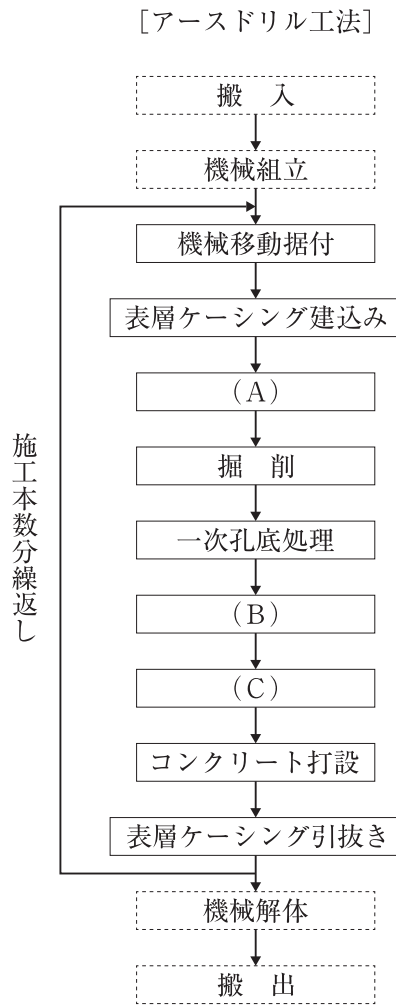 ［アースドリル工法］
搬　入
機械組立
機械移動据付
表層ケーシング建込み
（A）
掘　削
一次孔底処理
（B）
（C）
コンクリート打設
表層ケーシング引抜き
機械解体
搬　出
施工本数分繰返し